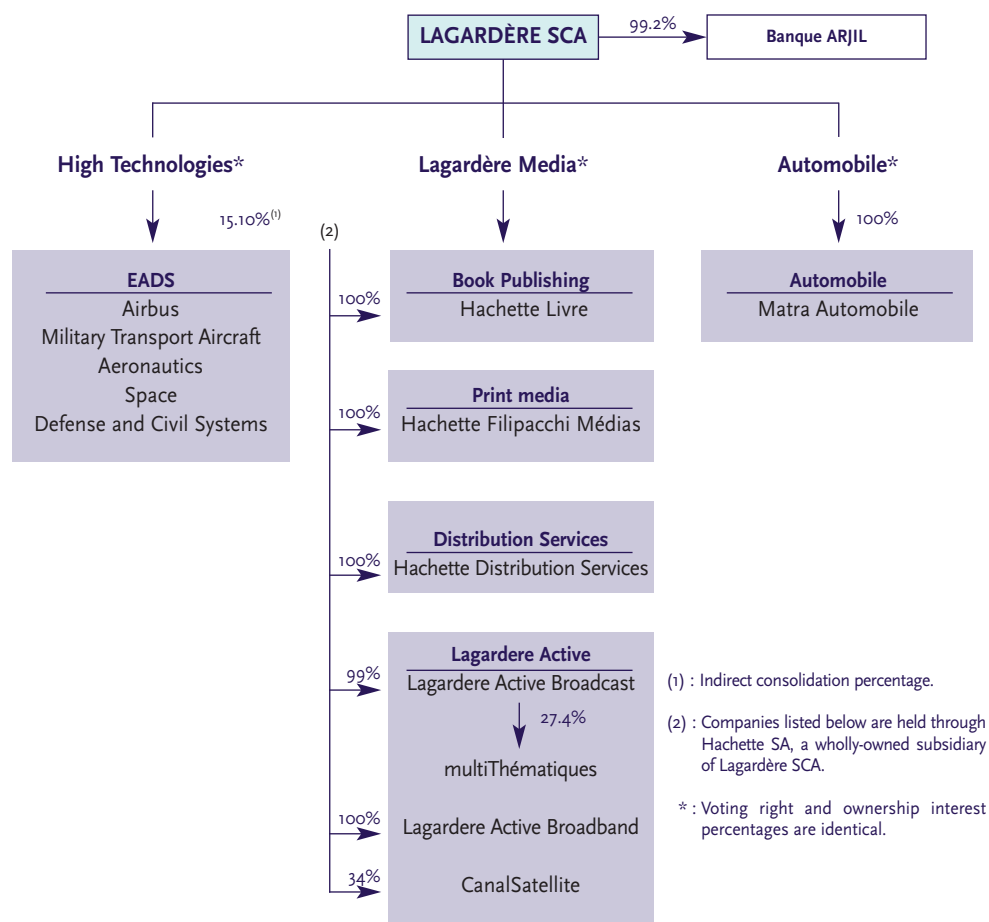 LAGARDÈRE SCA
99.2%
Banque ARJIL
High Technologies*
Lagardère Media*
Automobile*
15.10%(1)
(2)
100%
EADS
Airbus
Military Transport Aircraft
Aeronautics
Space
Defense and Civil Systems
100%
Book Publishing
Hachette Livre
Automobile
Matra Automobile
100%
Print media
Hachette Filipacchi Médias
100%
Distribution Services
Hachette Distribution Services
99%
Lagardere Active
Lagardere Active Broadcast
27.4%
multiThématiques
100%
Lagardere Active Broadband
34%
CanalSatellite
(1) : Indirect consolidation percentage.
(2) : Companies listed below are held through
Hachette SA, a wholly-owned subsidiary
of Lagardère SCA.
* : Voting right and ownership interest
percentages are identical.